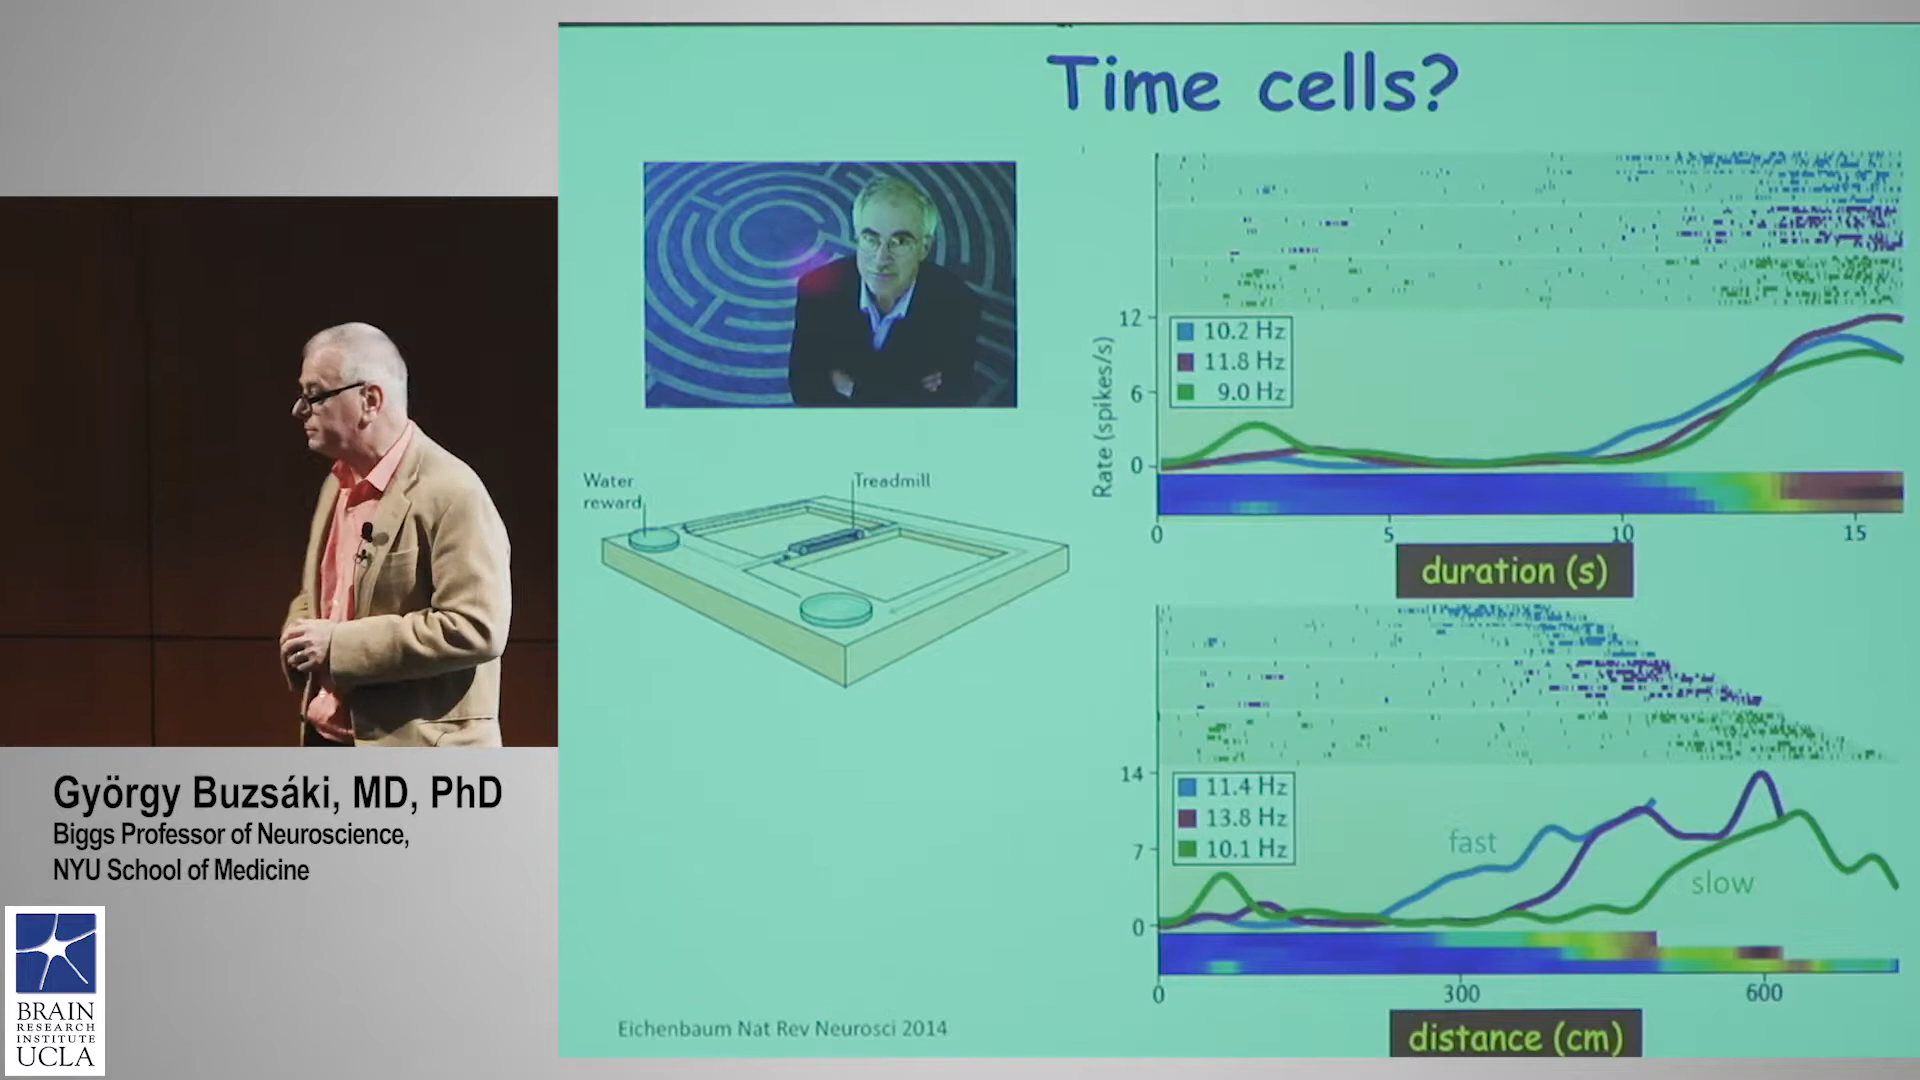 Time cells?
Water
reward
Treadmill
Rate (spikes/s)
12
6
0
10.2 Hz
11.8 Hz
9.0 Hz
0
5
10
15
duration (s)
14
7
0
11.4 Hz
13.8 Hz
10.1 Hz
fast
slow
0
300
600
distance (cm)
Eichenbaum Nat Rev Neurosci 2014
György Buzsáki, MD, PhD
Biggs Professor of Neuroscience,
NYU School of Medicine
BRAIN
RESEARCH
INSTITUTE
UCLA